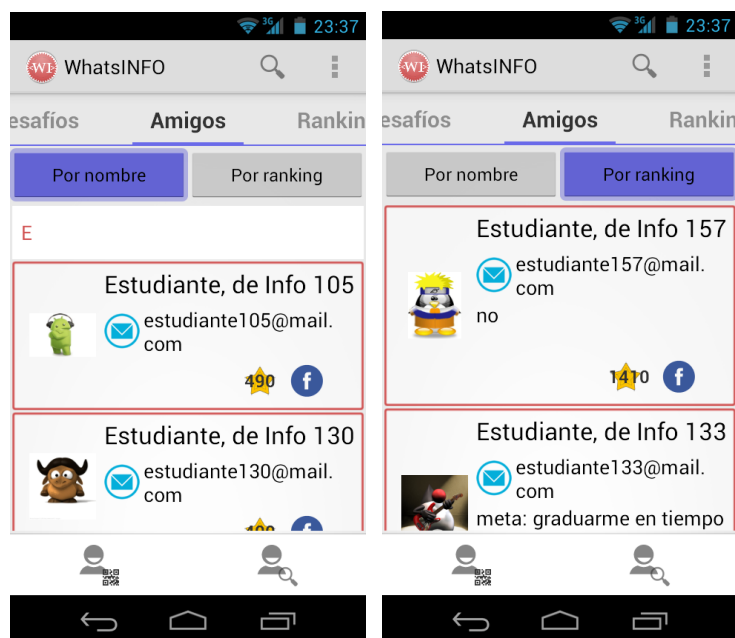 3G 23:37
WI WhatsINFO
esafíos Amigos Rankin
Por nombre Por ranking
E
Estudiante, de Info 105
estudiante105@mail.
com
490 f
Estudiante, de Info 130
estudiante130@mail.
com
3G 23:37
WI WhatsINFO
esafíos Amigos Rankin
Por nombre Por ranking
Estudiante, de Info 157
estudiante157@mail.
com
no
1410 f
Estudiante, de Info 133
estudiante133@mail.
com
meta: graduarme en tiempo